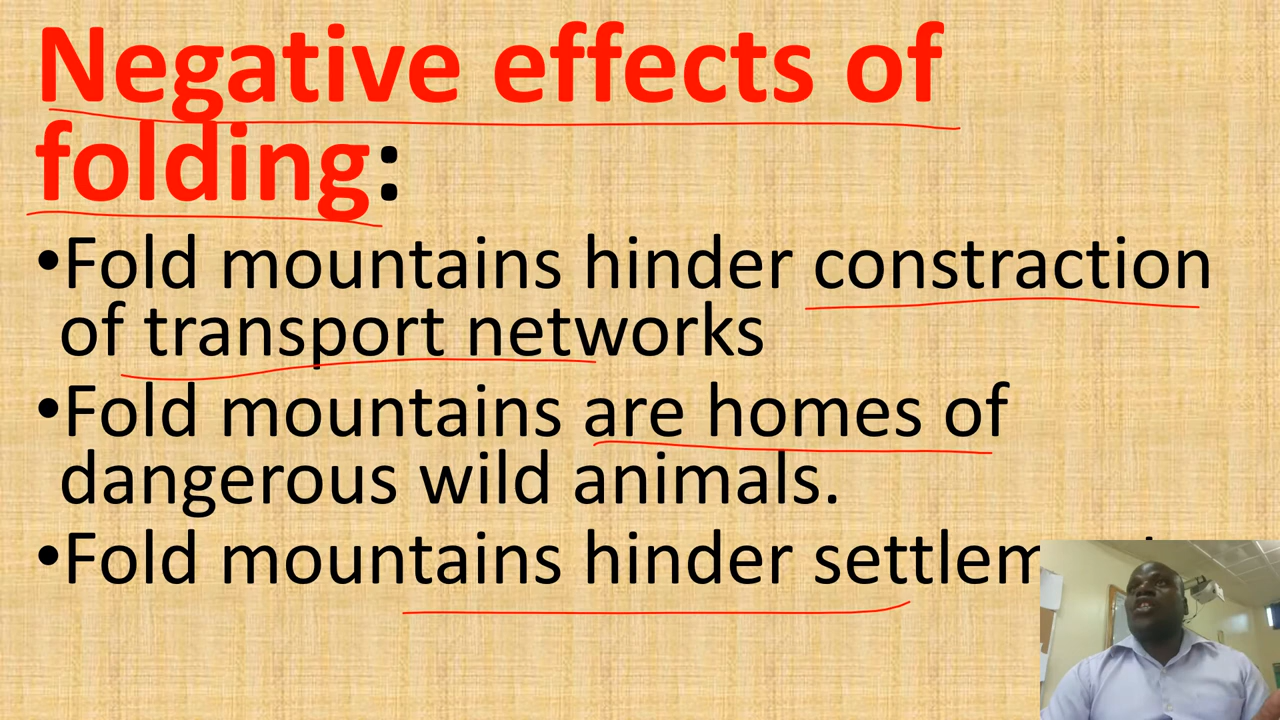 Negative effects of
folding:
•Fold mountains hinder constraction
of transport networks
•Fold mountains are homes of
dangerous wild animals.
•Fold mountains hinder